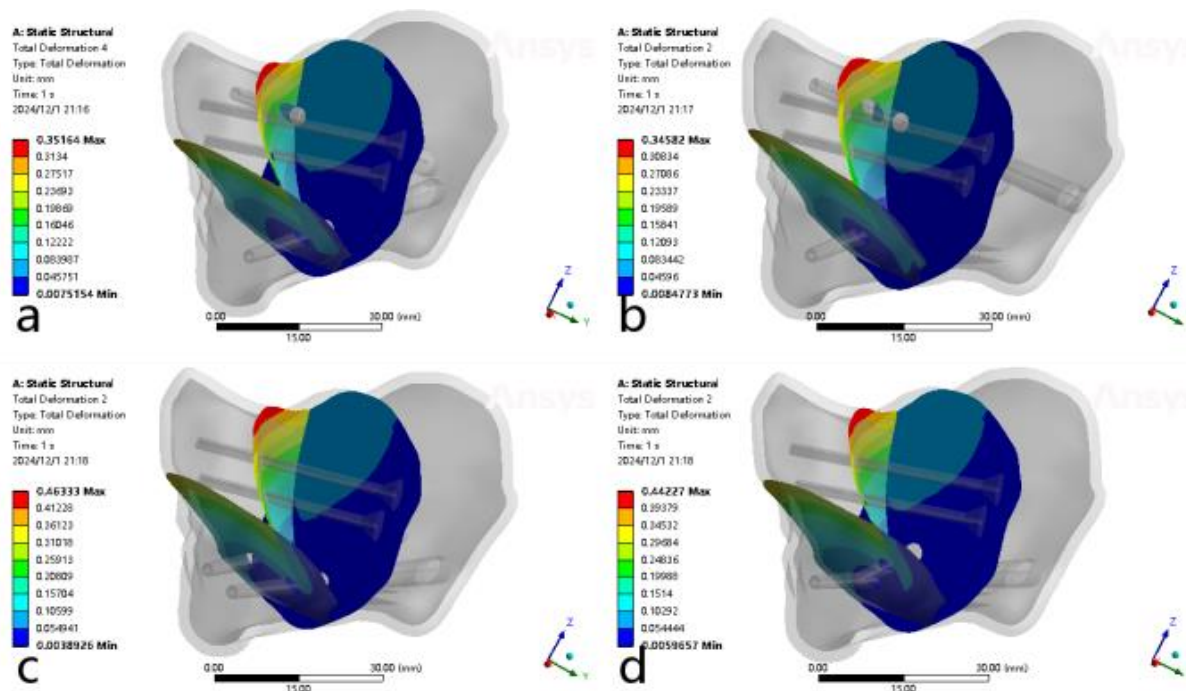 A: Static Structural
Total Deformation 4
Type: Total Deformation
Unit: mm
Time: 1 s
2024/12/1 21:16
0.35164 Max
0.3134
0.27517
0.23693
0.19869
0.16046
0.12222
0.083987
0.045751
0.0075154 Min
a
0.00
30.00 (mm)
15.00
Z
Y
Ansys
A: Static Structural
Total Deformation 2
Type: Total Deformation
Unit: mm
Time: 1 s
2024/12/1 21:17
0.34582 Max
0.30834
0.27086
0.23337
0.19589
0.15841
0.12093
0.083442
0.04596
0.0084773 Min
b
0.00
30.00 (mm)
15.00
Z
A: Static Structural
Total Deformation 2
Type: Total Deformation
Unit: mm
Time: 1 s
2024/12/1 21:18
0.46333 Max
0.41228
0.36123
0.31018
0.25913
0.20809
0.15704
0.10599
0.054941
0.0038926 Min
c
0.00
30.00 (mm)
15.00
Z
Y
Ansys
A: Static Structural
Total Deformation 2
Type: Total Deformation
Unit: mm
Time: 1 s
2024/12/1 21:18
0.44227 Max
0.39379
0.34532
0.29684
0.24836
0.19988
0.1514
0.10292
0.054444
0.0059657 Min
d
0.00
30.00 (mm)
15.00
Z